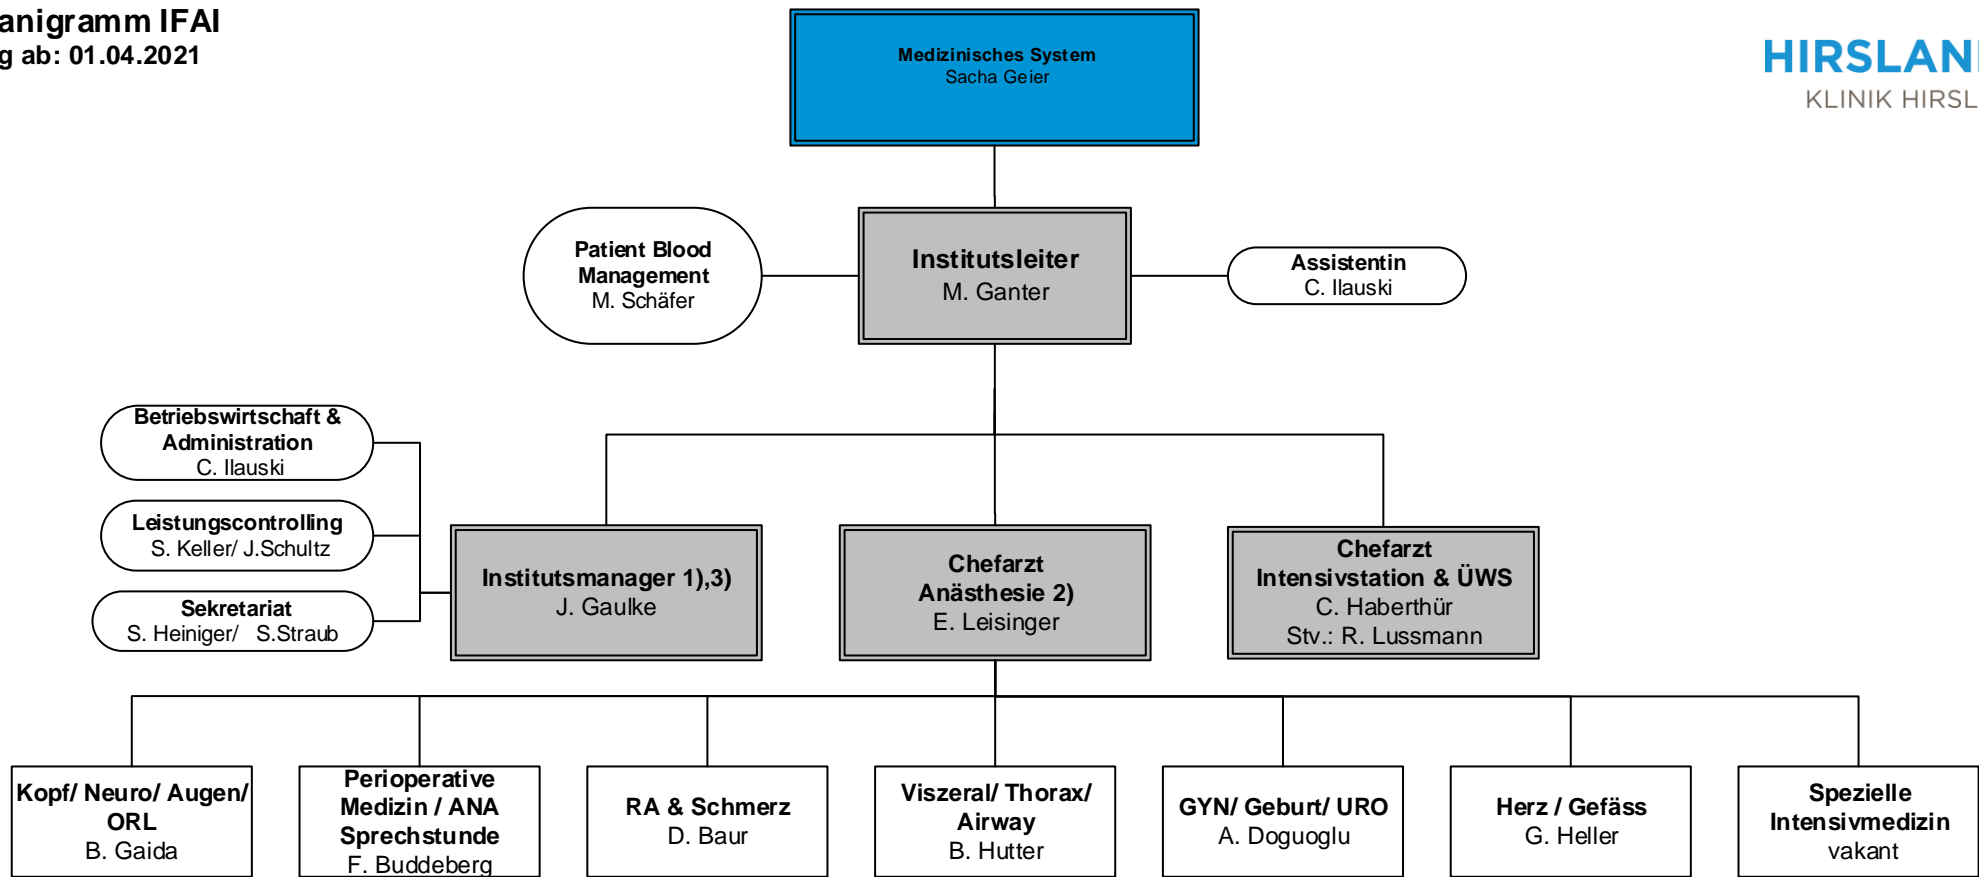 anigramm IFAI
g ab: 01.04.2021
Medizinisches System
Sacha Geier
HIRSLAN
KLINIK HIRSL
Patient Blood
Management
M. Schäfer
Institutsleiter
M. Ganter
Assistentin
C. Ilauski
Betriebswirtschaft &
Administration
C. Ilauski
Leistungscontrolling
S. Keller/ J.Schultz
Sekretariat
S. Heiniger/ S.Straub
Institutsmanager 1),3)
J. Gaulke
Chefarzt
Anästhesie 2)
E. Leisinger
Chefarzt
Intensivstation & ÜWS
C. Haberthür
Stv.: R. Lussmann
Kopf/ Neuro/ Augen/
ORL
B. Gaida
Perioperative
Medizin / ANA
Sprechstunde
F. Buddeberg
RA & Schmerz
D. Baur
Viszeral/ Thorax/
Airway
B. Hutter
GYN/ Geburt/ URO
A. Doguoglu
Herz / Gefäss
G. Heller
Spezielle
Intensivmedizin
vakant